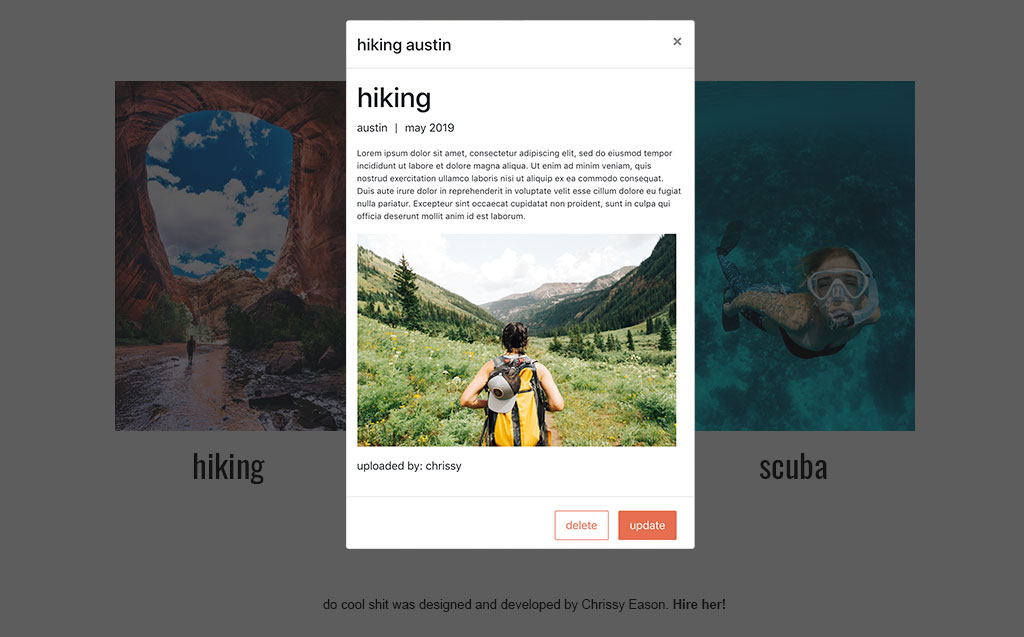 hiking austin ×
hiking
austin | may 2019
Lorem ipsum dolor sit amet, consectetur adipiscing elit, sed do eiusmod tempor
incididunt ut labore et dolore magna aliqua. Ut enim ad minim veniam, quis
nostrud exercitation ullamco laboris nisi ut aliquip ex ea commodo consequat.
Duis aute irure dolor in reprehenderit in voluptate velit esse cillum dolore eu fugiat
nulla pariatur. Excepteur sint occaecat cupidatat non proident, sunt in culpa qui
officia deserunt mollit anim id est laborum.
uploaded by: chrissy
delete update
hiking
scuba
do cool shit was designed and developed by Chrissy Eason. Hire her!